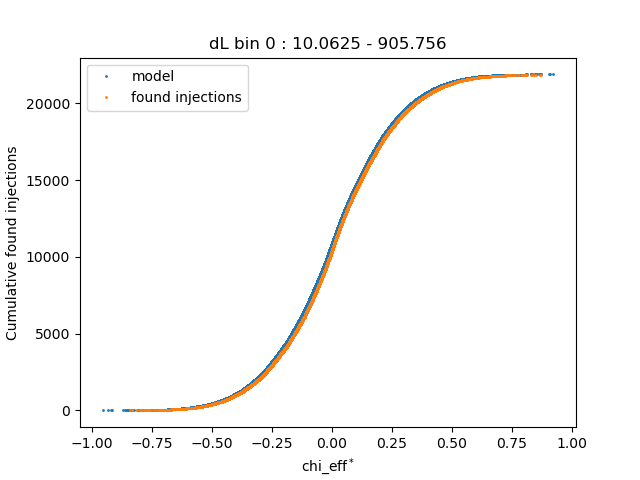 dL bin 0 : 10.0625 - 905.756
model
found injections
Cumulative found injections
20000
15000
10000
5000
0
−1.00 −0.75 −0.50 −0.25 0.00 0.25 0.50 0.75 1.00
chi_eff*